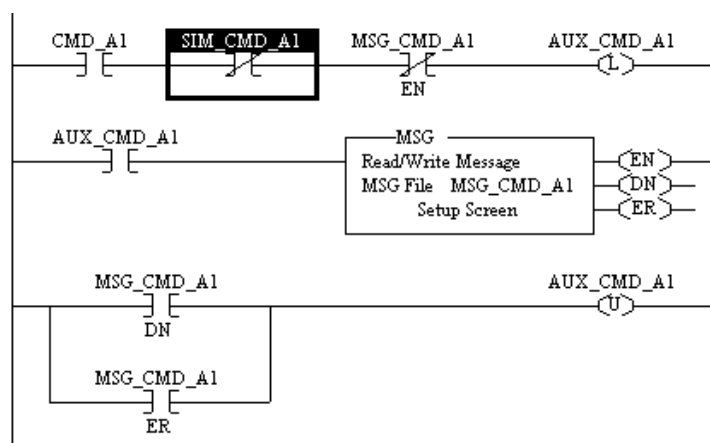 CMD_A1 SIM_CMD_A1 MSG_CMD_A1 AUX_CMD_A1
L
EN
AUX_CMD_A1 MSG
Read/Write Message EN
MSG File MSG_CMD_A1 DN
Setup Screen ER
MSG_CMD_A1 AUX_CMD_A1
U
DN
MSG_CMD_A1
ER